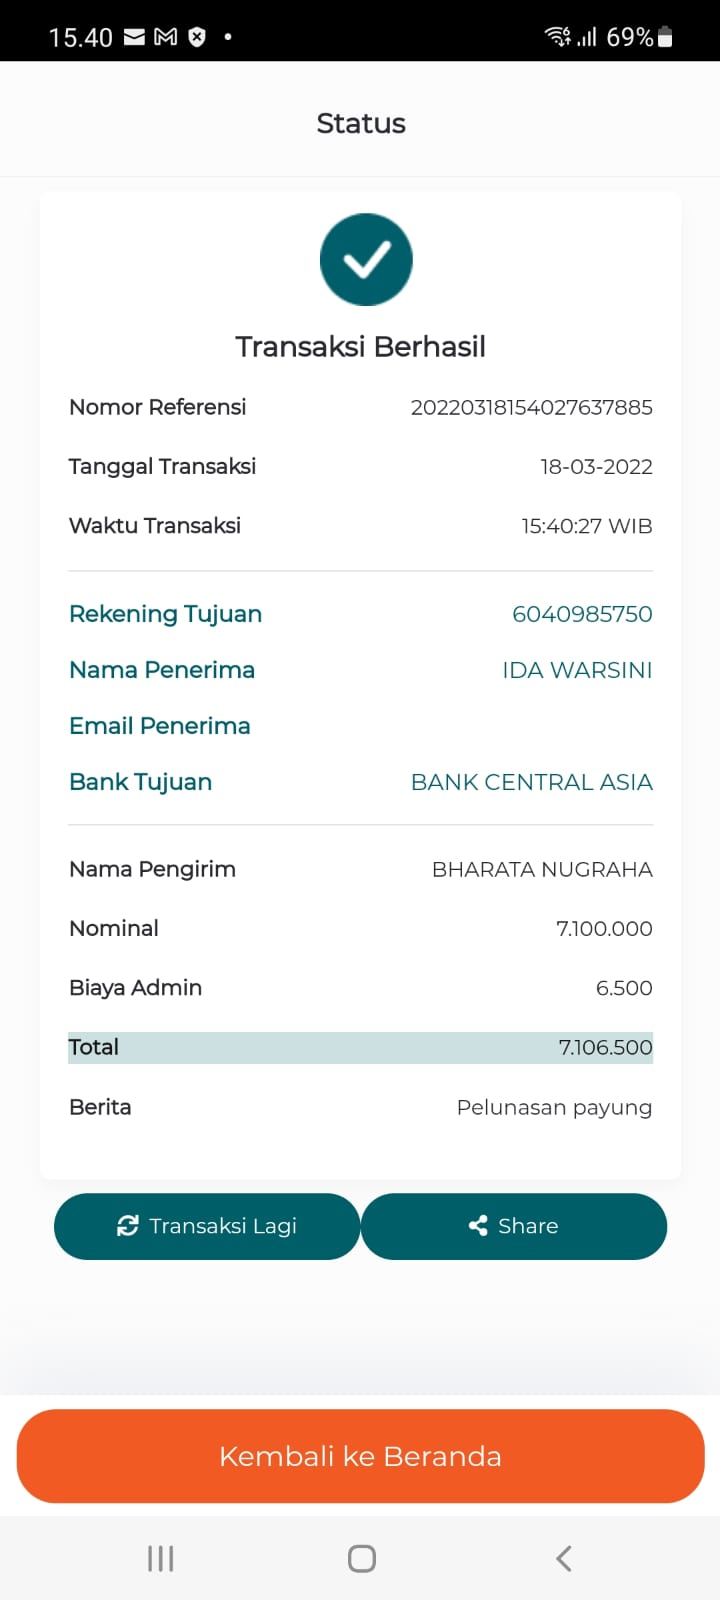 15.40
69%
Status
Transaksi Berhasil
Nomor Referensi 20220318154027637885
Tanggal Transaksi 18-03-2022
Waktu Transaksi 15:40:27 WIB
Rekening Tujuan 6040985750
Nama Penerima IDA WARSINI
Email Penerima
Bank Tujuan BANK CENTRAL ASIA
Nama Pengirim BHARATA NUGRAHA
Nominal 7.100.000
Biaya Admin 6.500
Total 7.106.500
Berita Pelunasan payung
Transaksi Lagi Share
Kembali ke Beranda